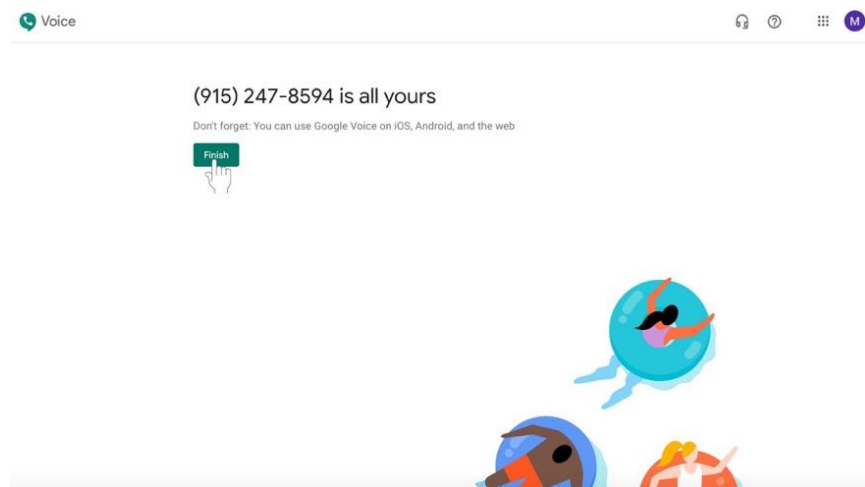 Voice
M
(915) 247-8594 is all yours
Don't forget: You can use Google Voice on iOS, Android, and the web
Finish